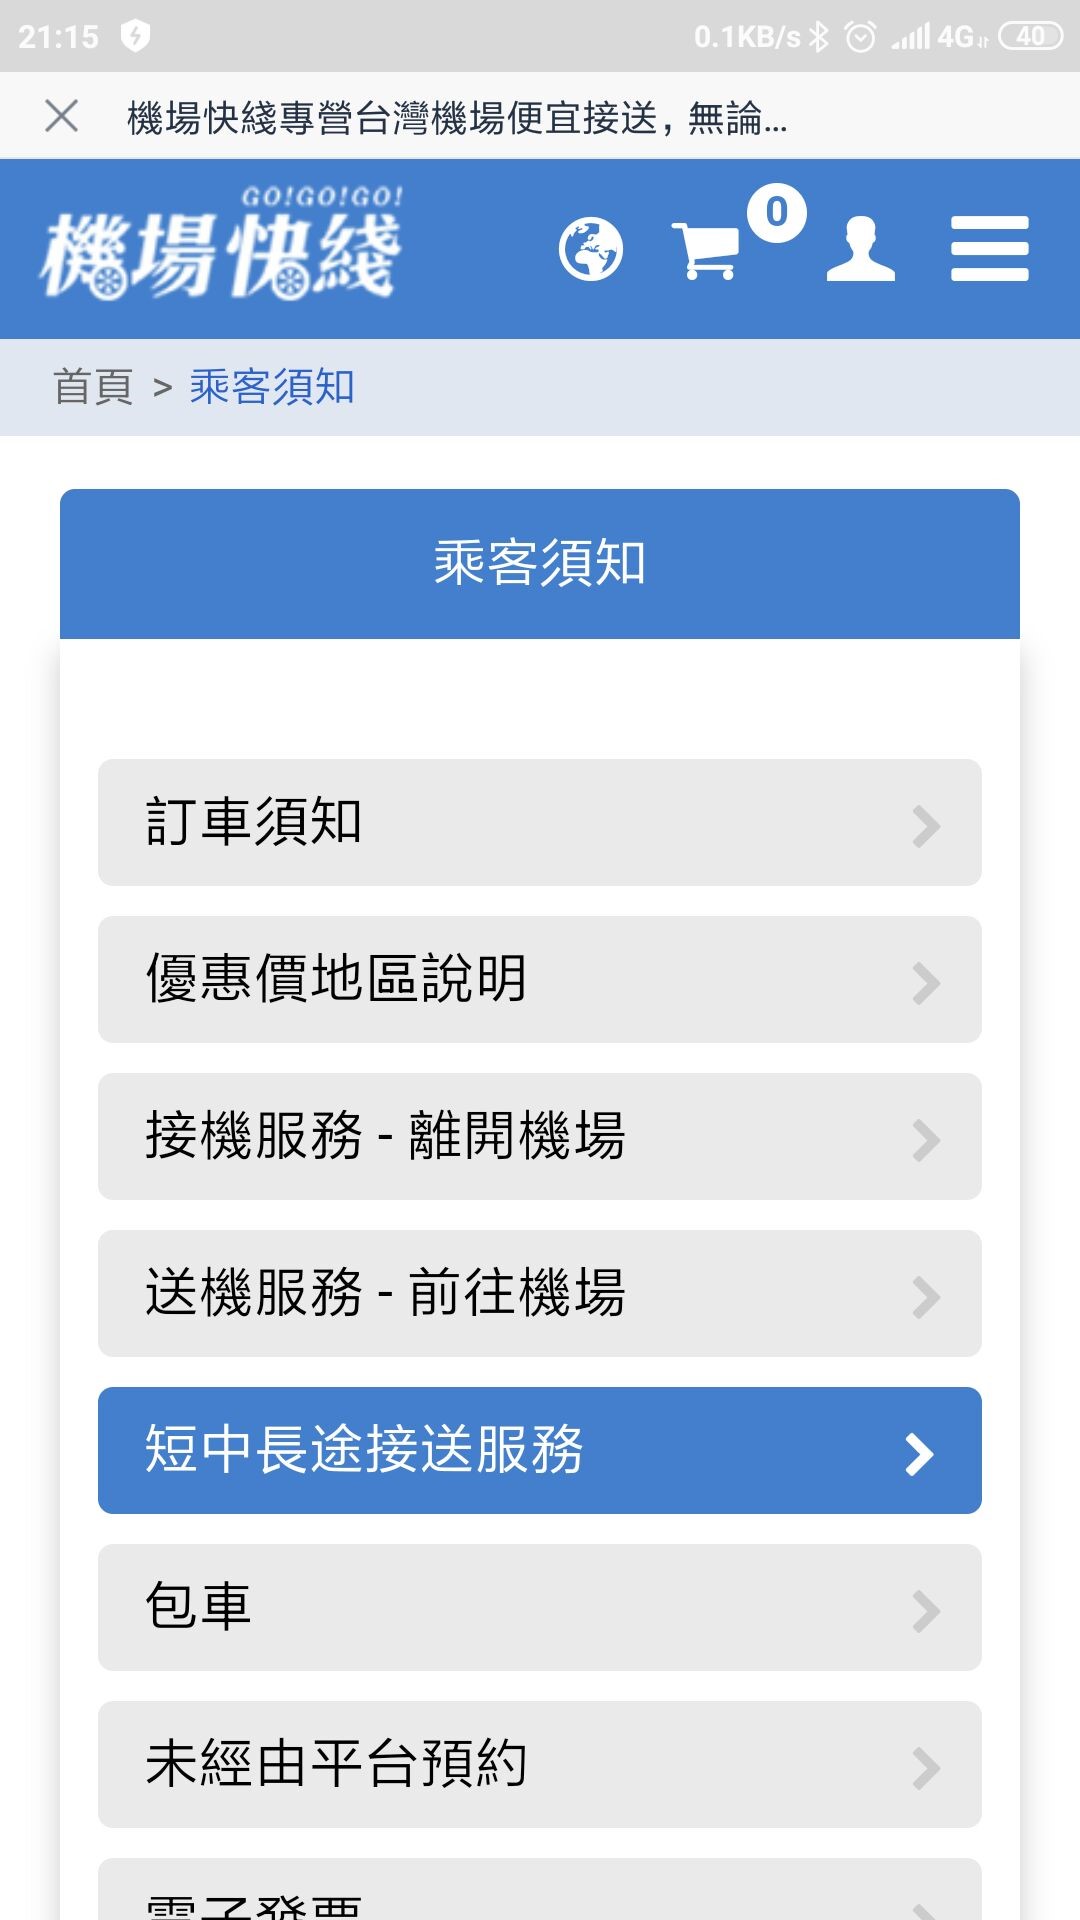 21:15
0.1KB/s 4G 40
機場快綫專營台灣機場便宜接送，無論...
GO!GO!GO!
機場快綫
0
首頁 > 乘客須知
乘客須知
訂車須知
優惠價地區說明
接機服務 - 離開機場
送機服務 - 前往機場
短中長途接送服務
包車
未經由平台預約
電子發票